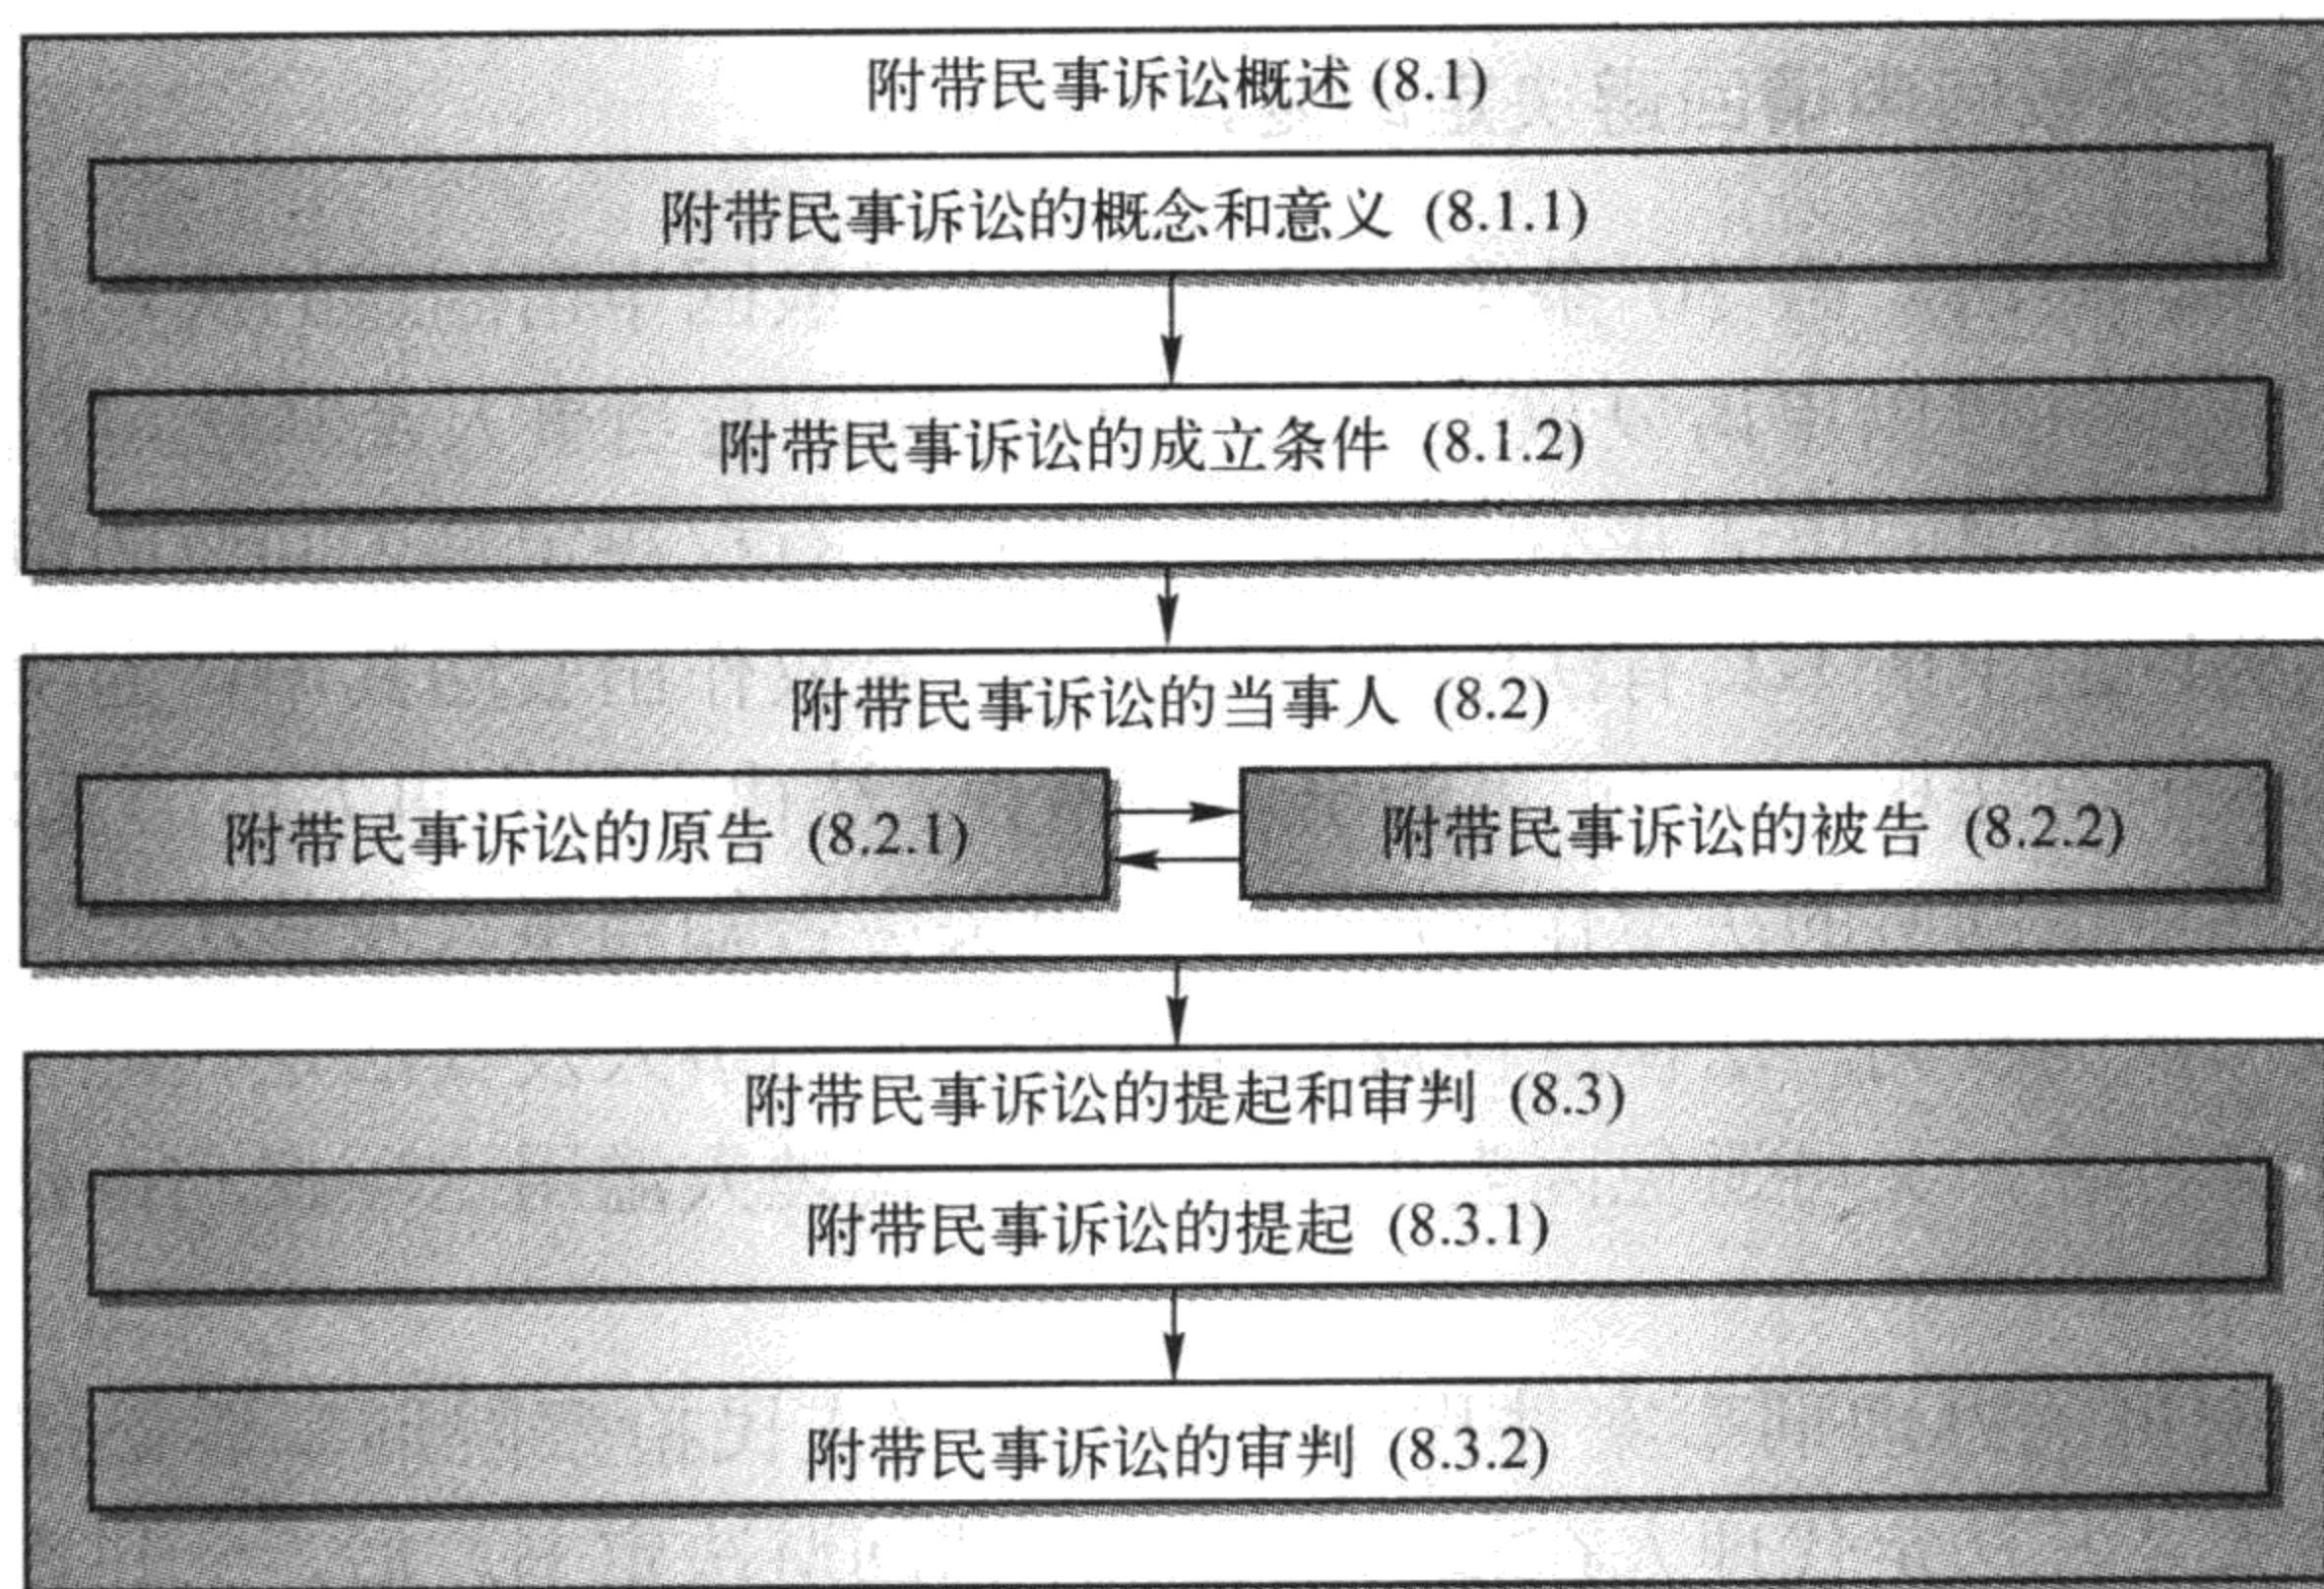 附带民事诉讼概述 (8.1)
附带民事诉讼的概念和意义 (8.1.1)
附带民事诉讼的成立条件 (8.1.2)
附带民事诉讼的当事人 (8.2)
附带民事诉讼的原告 (8.2.1)
附带民事诉讼的被告 (8.2.2)
附带民事诉讼的提起和审判 (8.3)
附带民事诉讼的提起 (8.3.1)
附带民事诉讼的审判 (8.3.2)